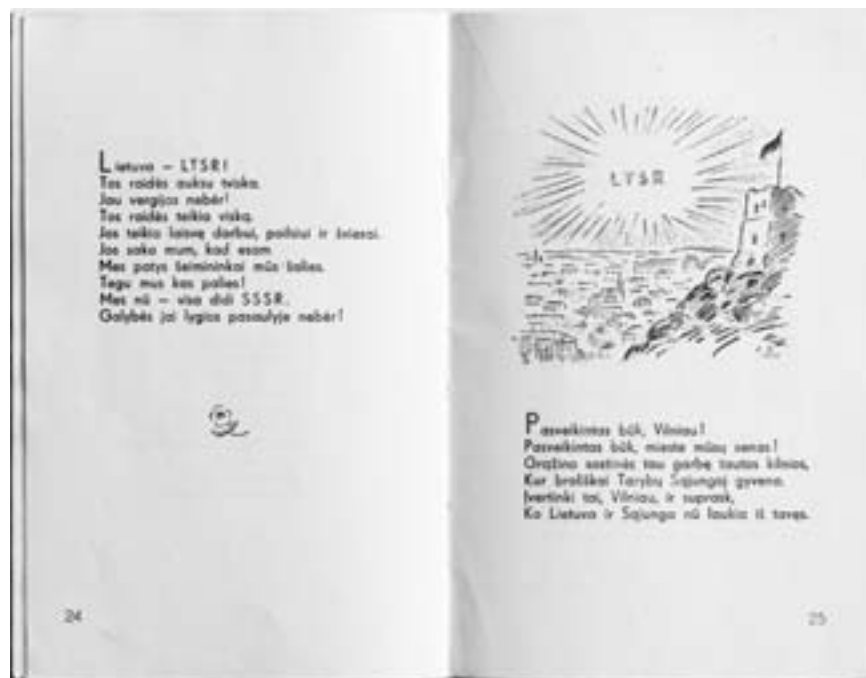 Lietuva – LTSR!
Tos raidės auksu tviska.
Jau vergijos nebėr!
Tos raidės teikia viską.
Jos teikia laisvę darbui, poilsiui ir šviesai.
Jos sako mum, kad esam
Mes patys šeimininkai mūs šalies.
Tegu mus kas palies!
Mes nū – visa didi SSSR.
Galybės jai lygios pasaulyje nebėr!
24
LTSR
Pasveikintas būk, Vilniau!
Pasveikintas būk, mieste mūsų senas!
Grąžina sostinės tau garbę tautos kilnios,
Kur broliškai Tarybų Sąjungoj gyvena.
Įvertinki tai, Vilniau, ir suprask,
Ko Lietuva ir Sąjunga nū laukia iš tavęs.
25